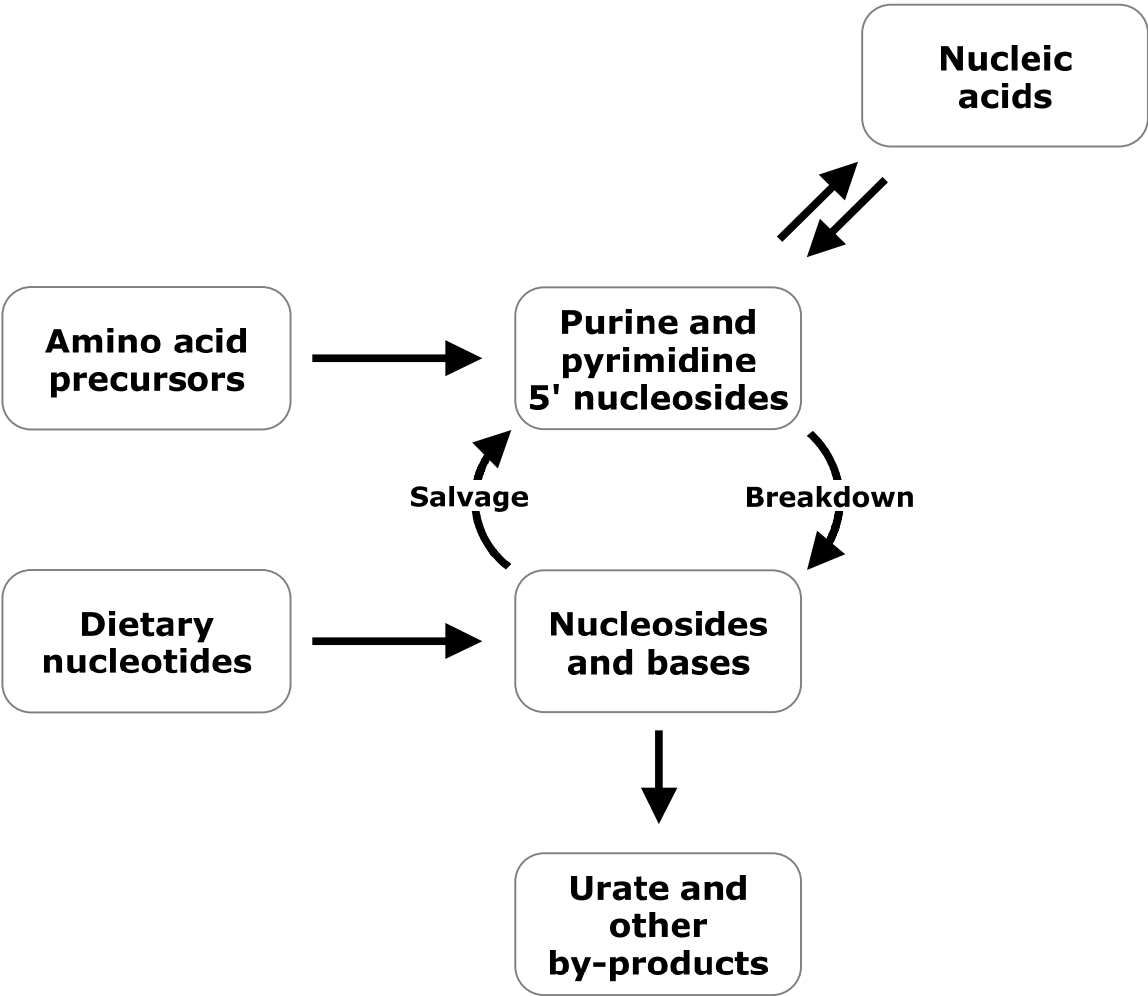 Nucleic
acids
Amino acid
precursors
Purine and
pyrimidine
5' nucleosides
Salvage
Breakdown
Dietary
nucleotides
Nucleosides
and bases
Urate and
other
by-products